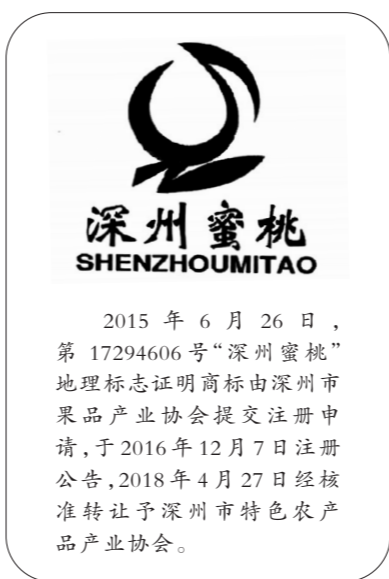 深州蜜桃
SHENZHOUMITAO
2015 年 6 月 26 日，
第 17294606 号“深州蜜桃”
地理标志证明商标由深州市
果品产业协会提交注册申
请，于 2016 年 12 月 7 日注册
公告，2018 年 4 月 27 日经核
准转让予深州市特色农产
品产业协会。